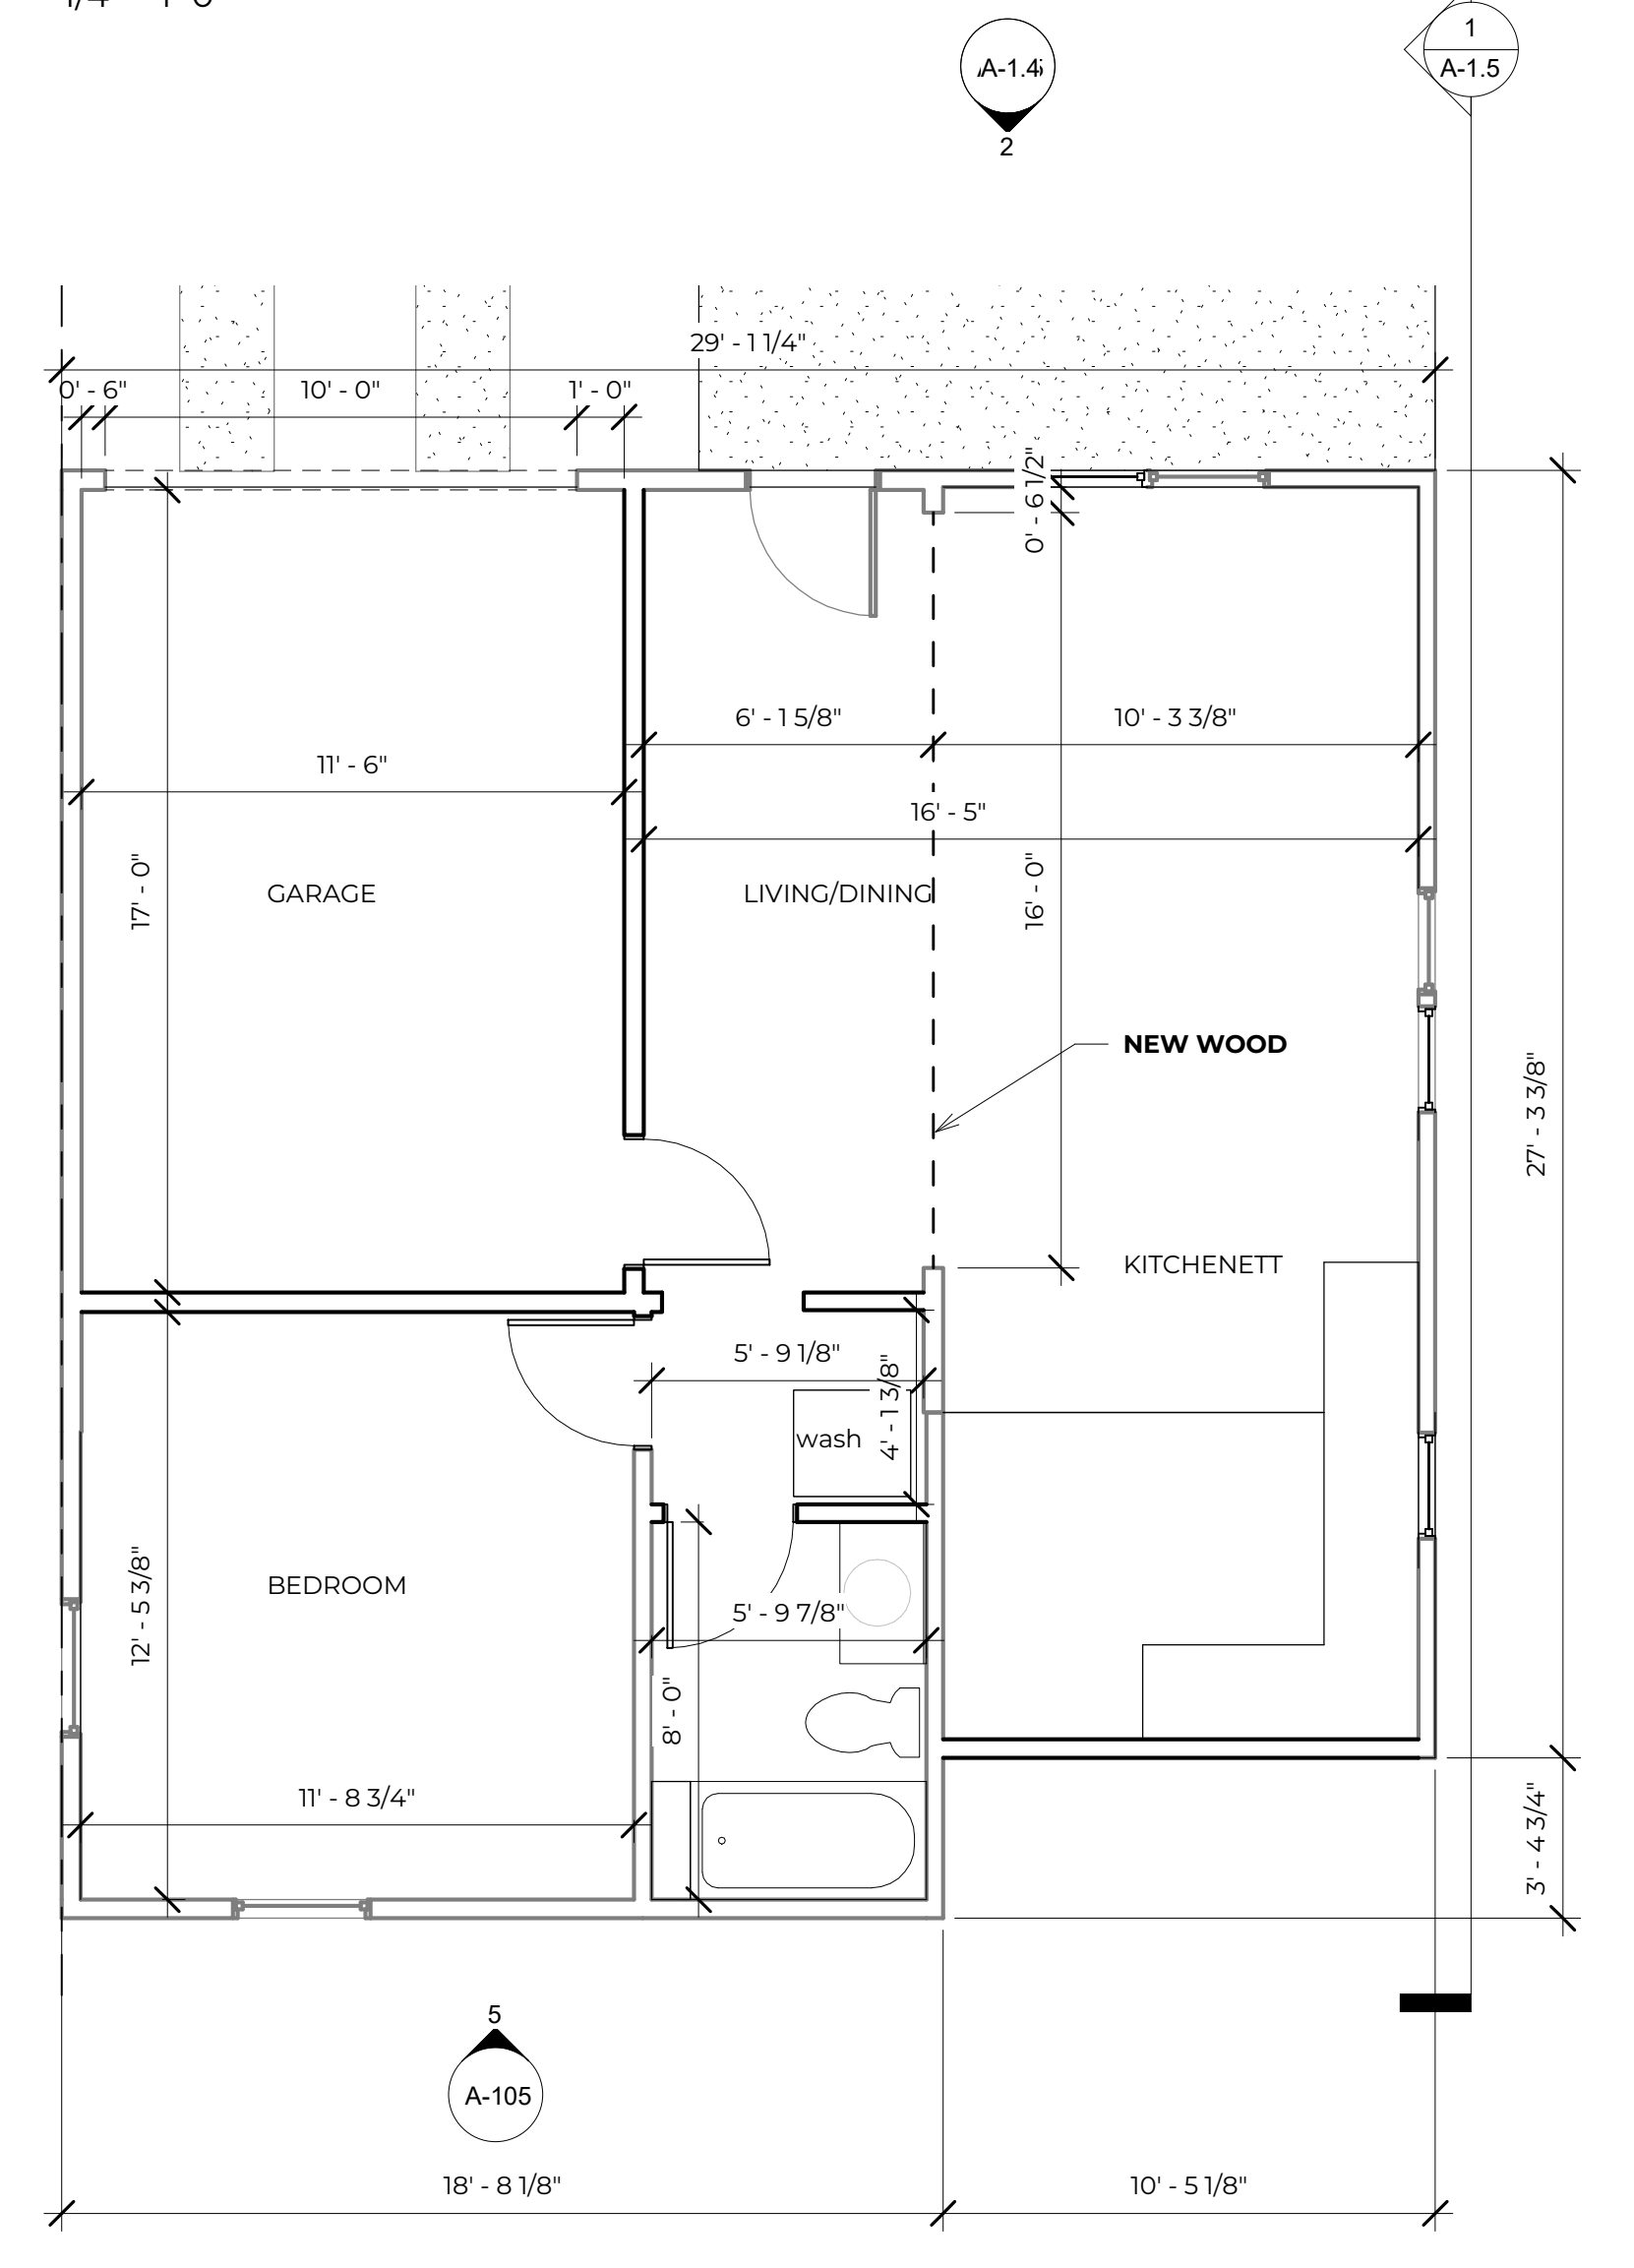 1
A-1.5
A-1.4
2
29' - 1 1/4"
0' - 6"
10' - 0"
1' - 0"
0' - 6 1/2"
6' - 1 5/8"
10' - 3 3/8"
11' - 6"
16' - 5"
17' - 0"
GARAGE
LIVING/DINING
16' - 0"
NEW WOOD
27' - 3 3/8"
KITCHENETT
5' - 9 1/8"
4' - 1 3/8"
wash
BEDROOM
12' - 5 3/8"
5' - 9 7/8"
8' - 0"
11' - 8 3/4"
3' - 4 3/4"
5
A-105
18' - 8 1/8"
10' - 5 1/8"